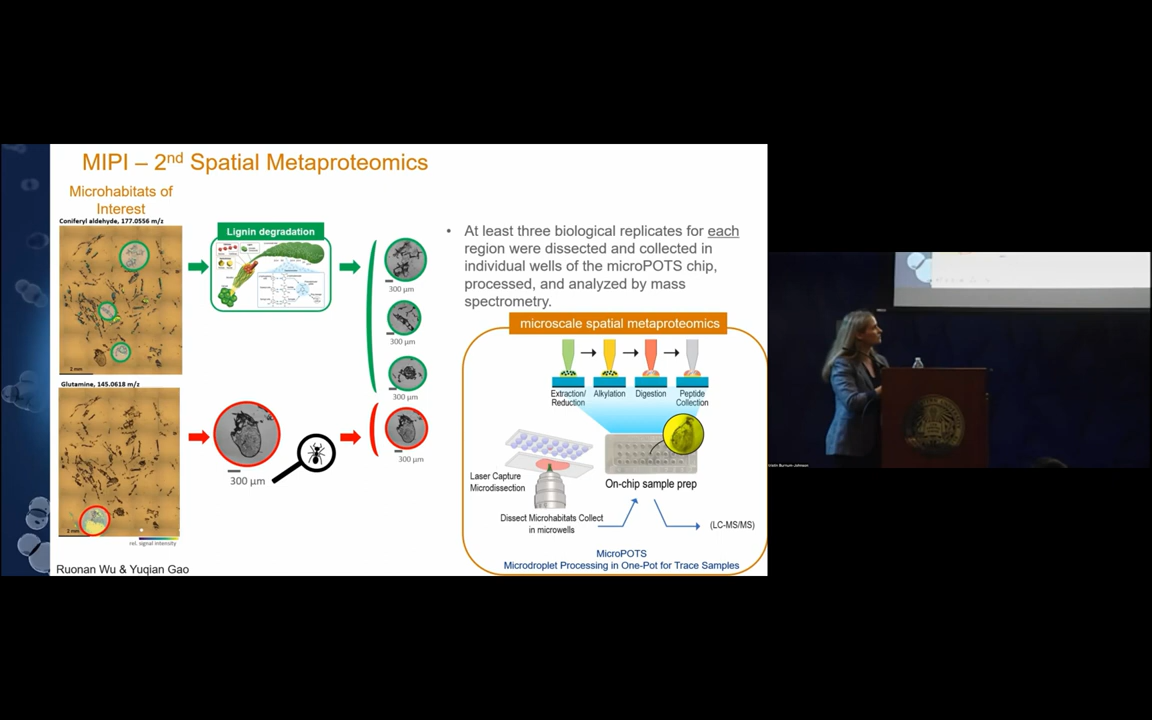 MIPI – 2nd Spatial Metaproteomics
Microhabitats of
Interest
Coniferyl aldehyde, 177.0556 m/z
2 mm
Glutamine, 145.0618 m/z
2 mm
rel. signal intensity
Lignin degradation
300 µm
300 µm
300 µm
300 µm
300 µm
• At least three biological replicates for each
region were dissected and collected in
individual wells of the microPOTS chip,
processed, and analyzed by mass
spectrometry.
microscale spatial metaproteomics
Extraction/
Reduction
Alkylation
Digestion
Peptide
Collection
Laser Capture
Microdissection
On-chip sample prep
Dissect Microhabitats Collect
in microwells
(LC-MS/MS)
MicroPOTS
Microdroplet Processing in One-Pot for Trace Samples
Ruonan Wu & Yuqian Gao
Kristin Burnum-Johnson